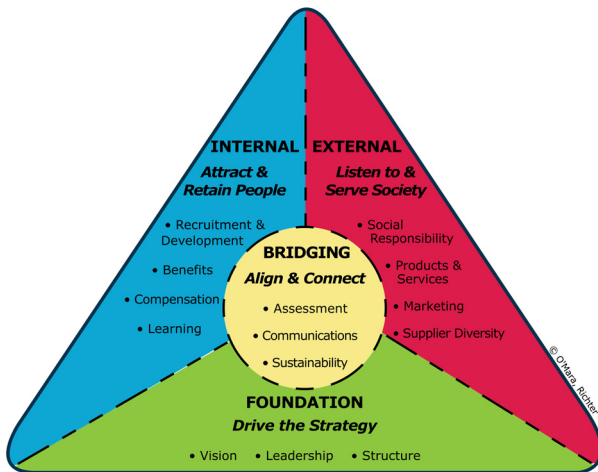 INTERNAL
Attract &
Retain People
• Recruitment &
Development
• Benefits
• Compensation
• Learning
EXTERNAL
Listen to &
Serve Society
• Social
Responsibility
• Products &
Services
• Marketing
• Supplier Diversity
BRIDGING
Align & Connect
• Assessment
• Communications
• Sustainability
FOUNDATION
Drive the Strategy
• Vision • Leadership • Structure
© O'Mara, Richter